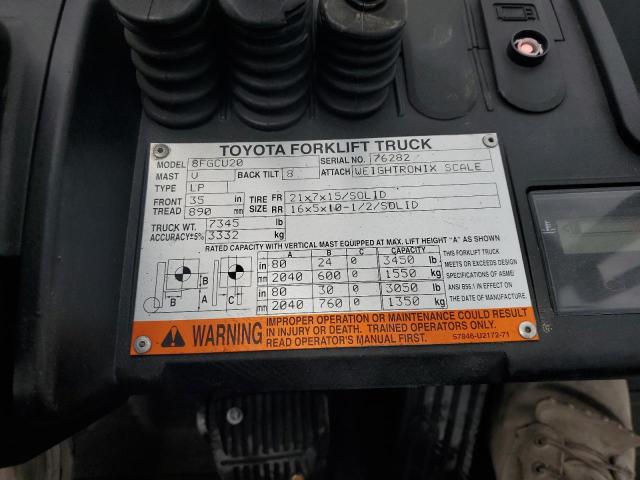 TOYOTA FORKLIFT TRUCK
MODEL 8FGCU20 SERIAL NO. 76282
MAST V BACK TILT 8 ATTACH WEIGHTRONIX SCALE
TYPE LP
FRONT 35 in TIRE FR 21x7x15/SOLID
TREAD 890 mm SIZE RR 16x5x10-1/2/SOLID
TRUCK WT. 7345 lb
ACCURACY±5% 3332 kg
RATED CAPACITY WITH VERTICAL MAST EQUIPPED AT MAX. LIFT HEIGHT "A" AS SHOWN
A B C CAPACITY
in 80 24 0 3450 lb
mm 2040 600 0 1550 kg
in 80 30 0 3050 lb
mm 2040 760 0 1350 kg
B A C
B
THIS FORKLIFT TRUCK
MEETS OR EXCEEDS DESIGN
SPECIFICATIONS OF ASME/
ANSI B56.1 IN EFFECT ON
THE DATE OF MANUFACTURE.
WARNING
IMPROPER OPERATION OR MAINTENANCE COULD RESULT
IN INJURY OR DEATH. TRAINED OPERATORS ONLY.
READ OPERATOR'S MANUAL FIRST.
57846-U2172-71